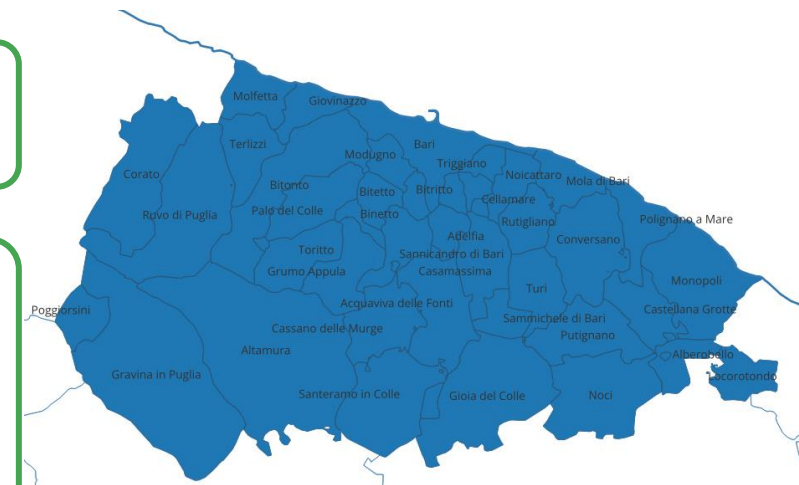 Molfetta
Giovinazzo
Terlizzi
Bari
Modugno
Triggiano
Corato
Noicattaro
Mola di Bari
Bitonto
Bitetto
Bitritto
Cellamare
Ruvo di Puglia
Palo del Colle
Binetto
Rutigliano
Polignano a Mare
Adelfia
Conversano
Toritto
Sannicandro di Bari
Grumo Appula
Casamassima
Turi
Monopoli
Poggiorsini
Acquaviva delle Fonti
Castellana Grotte
Sammichele di Bari
Cassano delle Murge
Putignano
Altamura
Alberobello
Gravina in Puglia
Locorotondo
Santeramo in Colle
Gioia del Colle
Noci